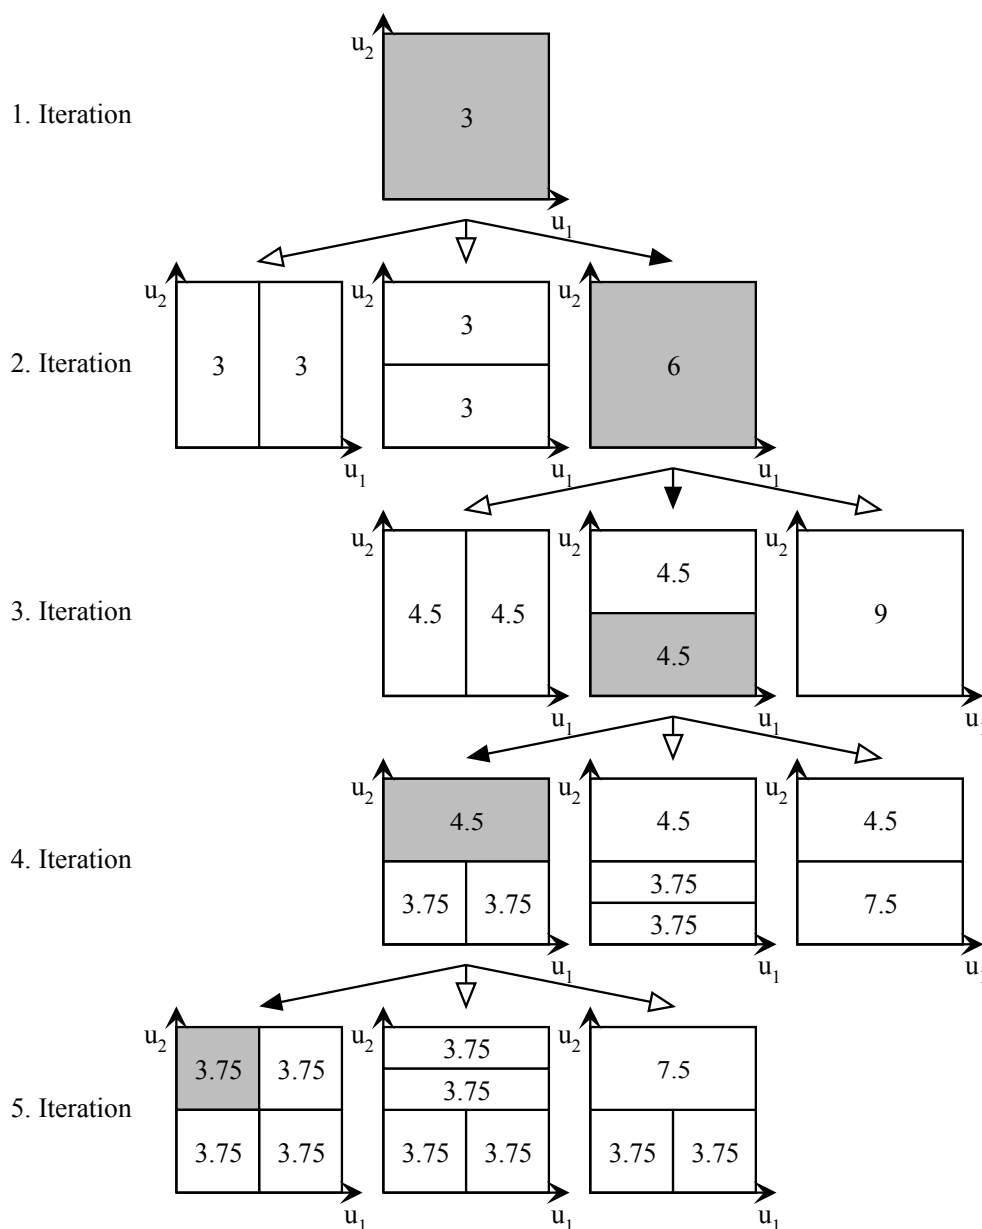 u2
1. Iteration
3
u1
u2 u2 u2
3
2. Iteration 3 3 6
3
u1 u1 u1
u2 u2 u2
4.5
3. Iteration 4.5 4.5 9
4.5
u1 u1 u1
u2 u2 u2
4.5 4.5 4.5
4. Iteration
3.75
3.75 3.75 7.5
3.75
u1 u1 u1
u2 u2 u2
3.75
3.75 3.75 7.5
3.75
5. Iteration
3.75 3.75 3.75 3.75 3.75 3.75
u1 u1 u1